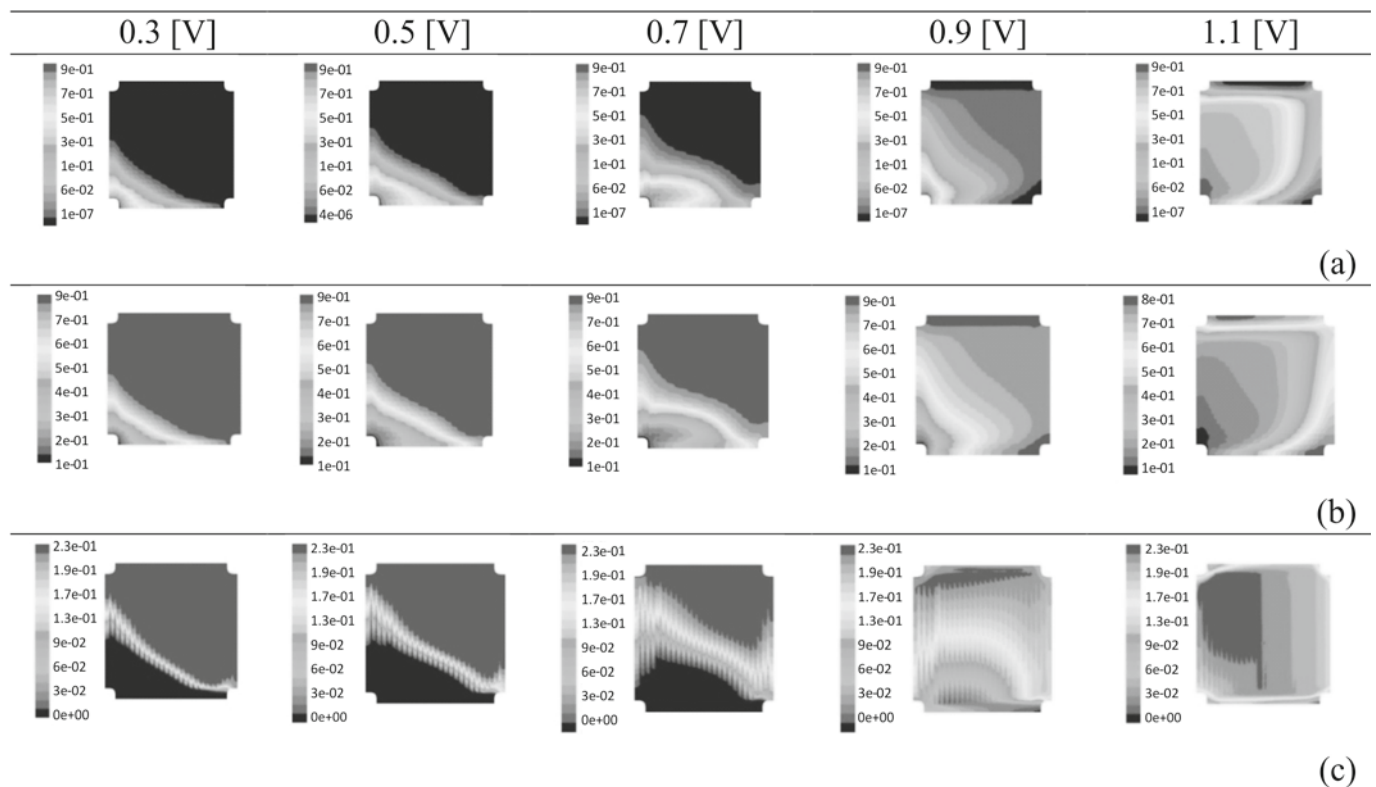 0.3 [V] 0.5 [V] 0.7 [V] 0.9 [V] 1.1 [V]
9e-01 9e-01 9e-01 9e-01 9e-01
7e-01 7e-01 7e-01 7e-01 7e-01
5e-01 5e-01 5e-01 5e-01 5e-01
3e-01 3e-01 3e-01 3e-01 3e-01
1e-01 1e-01 1e-01 1e-01 1e-01
6e-02 6e-02 6e-02 6e-02 6e-02
1e-07 4e-06 1e-07 1e-07 1e-07
(a)
9e-01 9e-01 9e-01 9e-01 8e-01
7e-01 7e-01 7e-01 7e-01 7e-01
5e-01 5e-01 5e-01 5e-01 5e-01
4e-01 4e-01 4e-01 4e-01 4e-01
3e-01 3e-01 3e-01 3e-01 3e-01
2e-01 2e-01 2e-01 2e-01 2e-01
1e-01 1e-01 1e-01 1e-01 1e-01
(b)
2.3e-01 2.3e-01 2.3e-01 2.3e-01 2.3e-01
1.9e-01 1.9e-01 1.9e-01 1.9e-01 1.9e-01
1.7e-01 1.7e-01 1.7e-01 1.7e-01 1.7e-01
1.3e-01 1.3e-01 1.3e-01 1.3e-01 1.3e-01
9e-02 9e-02 9e-02 9e-02 9e-02
6e-02 6e-02 6e-02 6e-02 6e-02
3e-02 3e-02 3e-02 3e-02 3e-02
0e+00 0e+00 0e+00 0e+00 0e+00
(c)